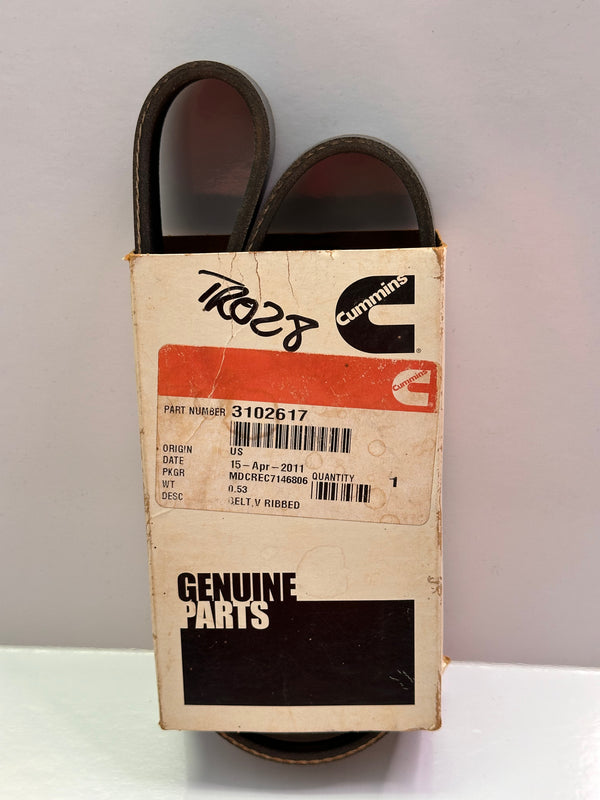 TR028
Cummins
Cummins
PART NUMBER 3102617
ORIGIN US
DATE 15-Apr-2011
PKGR MDCREC7146806 QUANTITY 1
WT 0.53
DESC BELT,V RIBBED
GENUINE
PARTS